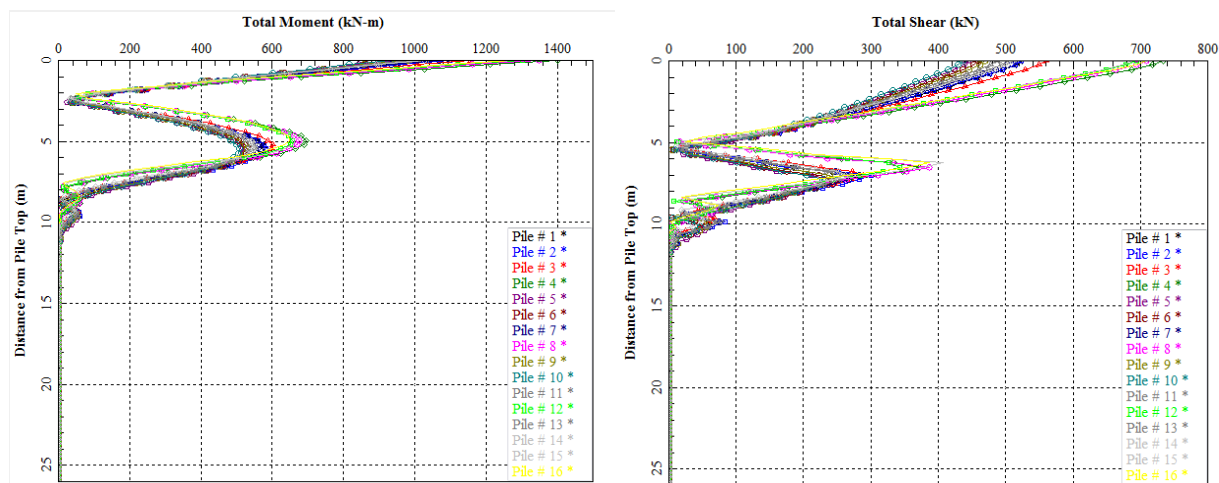 Total Moment (kN-m)
0 200 400 600 800 1000 1200 1400
Distance from Pile Top (m)
0
5
10
15
20
25
Pile # 1 *
Pile # 2 *
Pile # 3 *
Pile # 4 *
Pile # 5 *
Pile # 6 *
Pile # 7 *
Pile # 8 *
Pile # 9 *
Pile # 10 *
Pile # 11 *
Pile # 12 *
Pile # 13 *
Pile # 14 *
Pile # 15 *
Pile # 16 *
Total Shear (kN)
0 100 200 300 400 500 600 700 800
Distance from Pile Top (m)
0
5
10
15
20
25
Pile # 1 *
Pile # 2 *
Pile # 3 *
Pile # 4 *
Pile # 5 *
Pile # 6 *
Pile # 7 *
Pile # 8 *
Pile # 9 *
Pile # 10 *
Pile # 11 *
Pile # 12 *
Pile # 13 *
Pile # 14 *
Pile # 15 *
Pile # 16 *